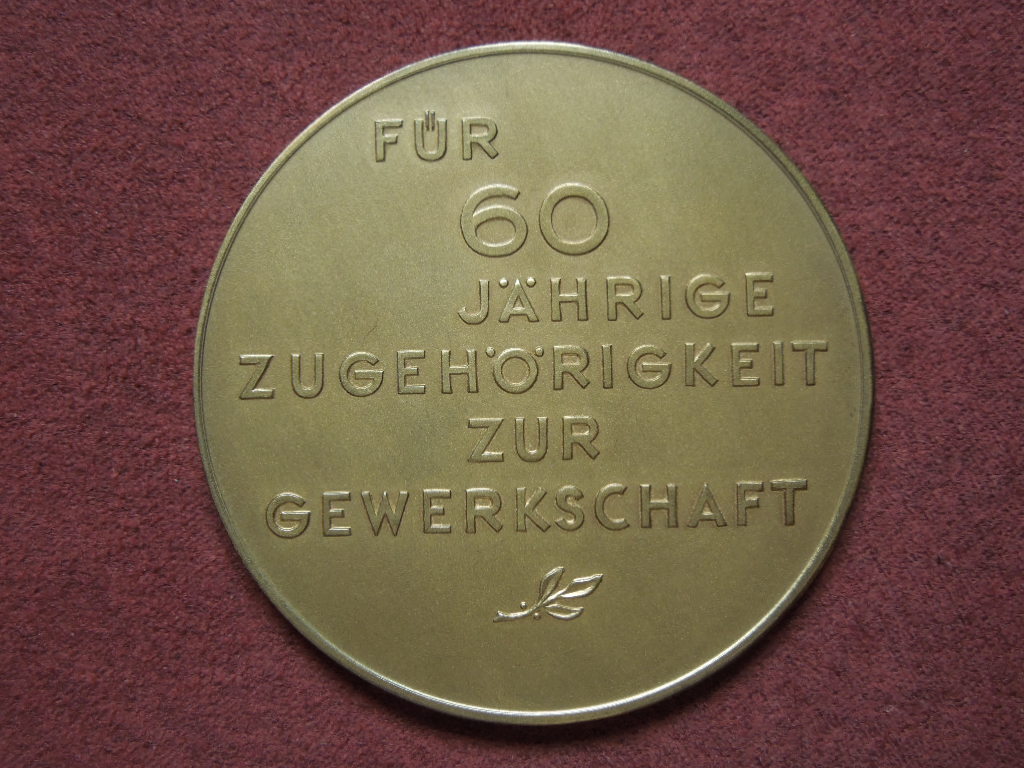 FÜR
60
JÄHRIGE
ZUGEHÖRIGKEIT
ZUR
GEWERKSCHAFT